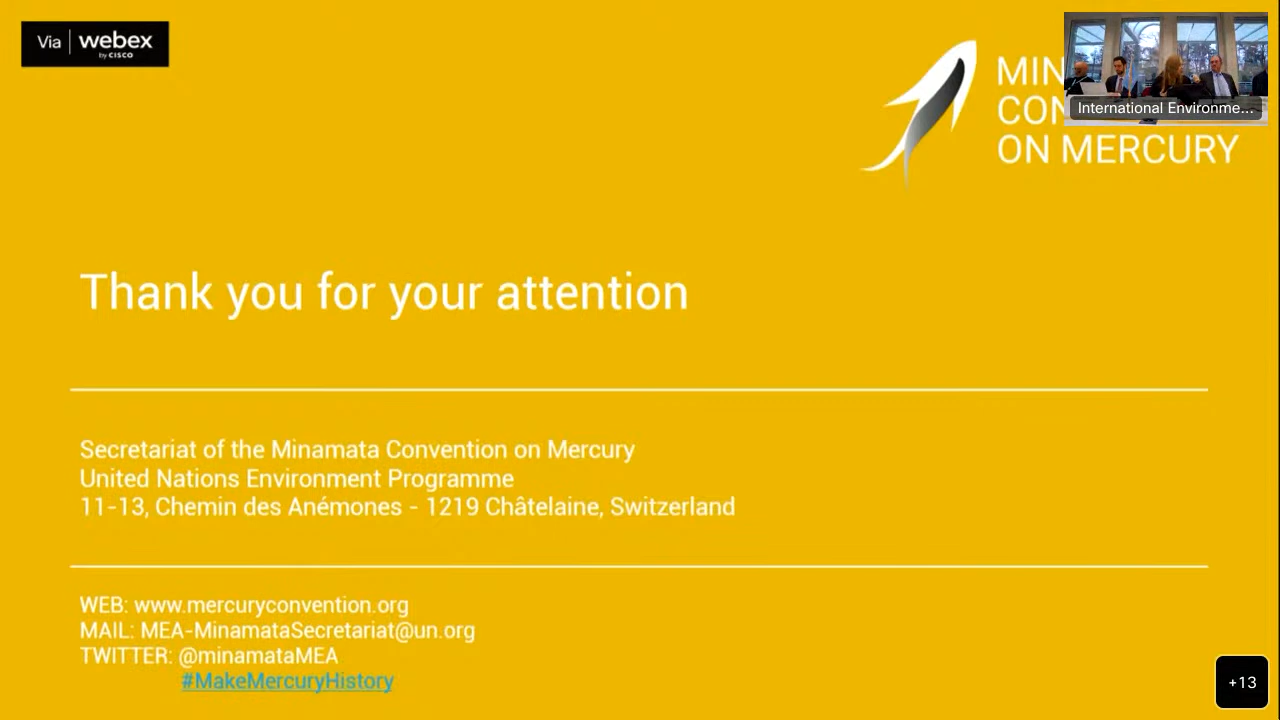 Via webex
by CISCO
MIN
CON
ON MERCURY
International Environme...
Thank you for your attention
Secretariat of the Minamata Convention on Mercury
United Nations Environment Programme
11-13, Chemin des Anémones - 1219 Châtelaine, Switzerland
WEB: www.mercuryconvention.org
MAIL: MEA-MinamataSecretariat@un.org
TWITTER: @minamataMEA
#MakeMercuryHistory
+13